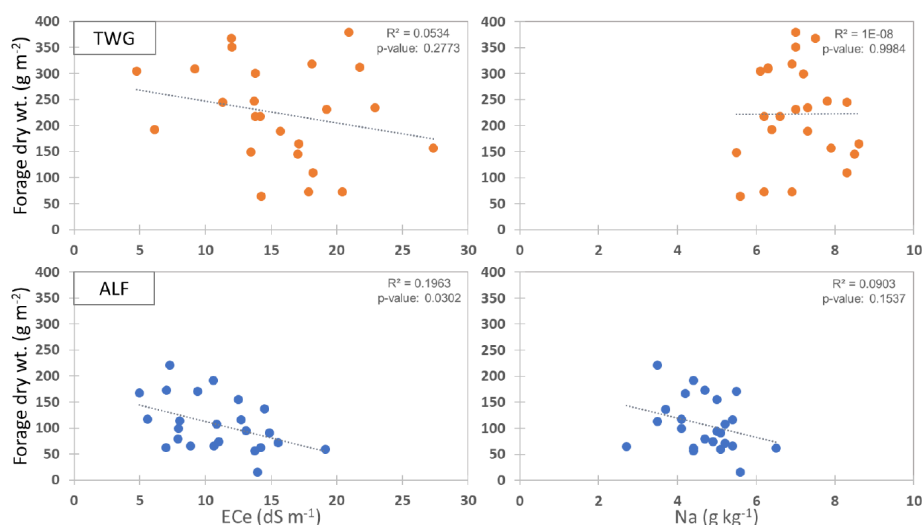 TWG
R² = 0.0534
p-value: 0.2773
Forage dry wt. (g m⁻²)
400
350
300
250
200
150
100
50
0
0 5 10 15 20 25 30
R² = 1E-08
p-value: 0.9984
400
350
300
250
200
150
100
50
0
0 2 4 6 8 10
ALF
R² = 0.1963
p-value: 0.0302
Forage dry wt. (g m⁻²)
400
350
300
250
200
150
100
50
0
0 5 10 15 20 25 30
ECe (dS m⁻¹)
R² = 0.0903
p-value: 0.1537
400
350
300
250
200
150
100
50
0
0 2 4 6 8 10
Na (g kg⁻¹)